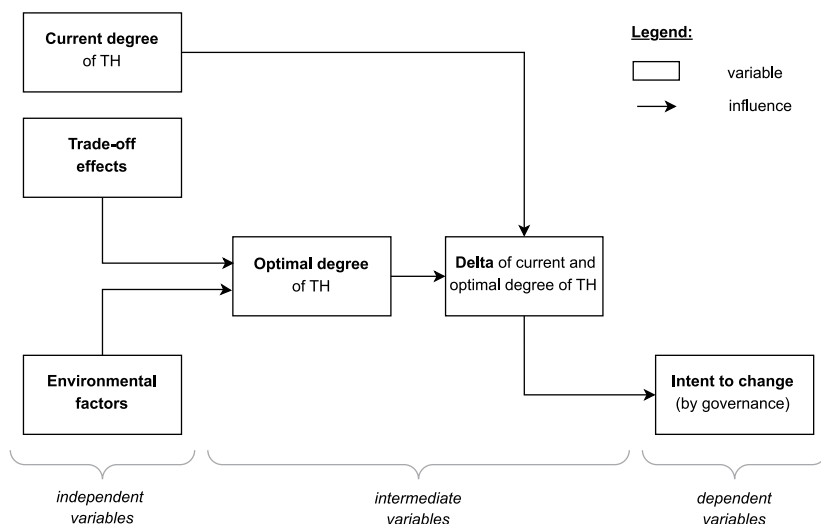 Current degree
of TH
Legend:
variable
influence
Trade-off
effects
Optimal degree
of TH
Delta of current and
optimal degree of TH
Environmental
factors
Intent to change
(by governance)
independent
variables
intermediate
variables
dependent
variables